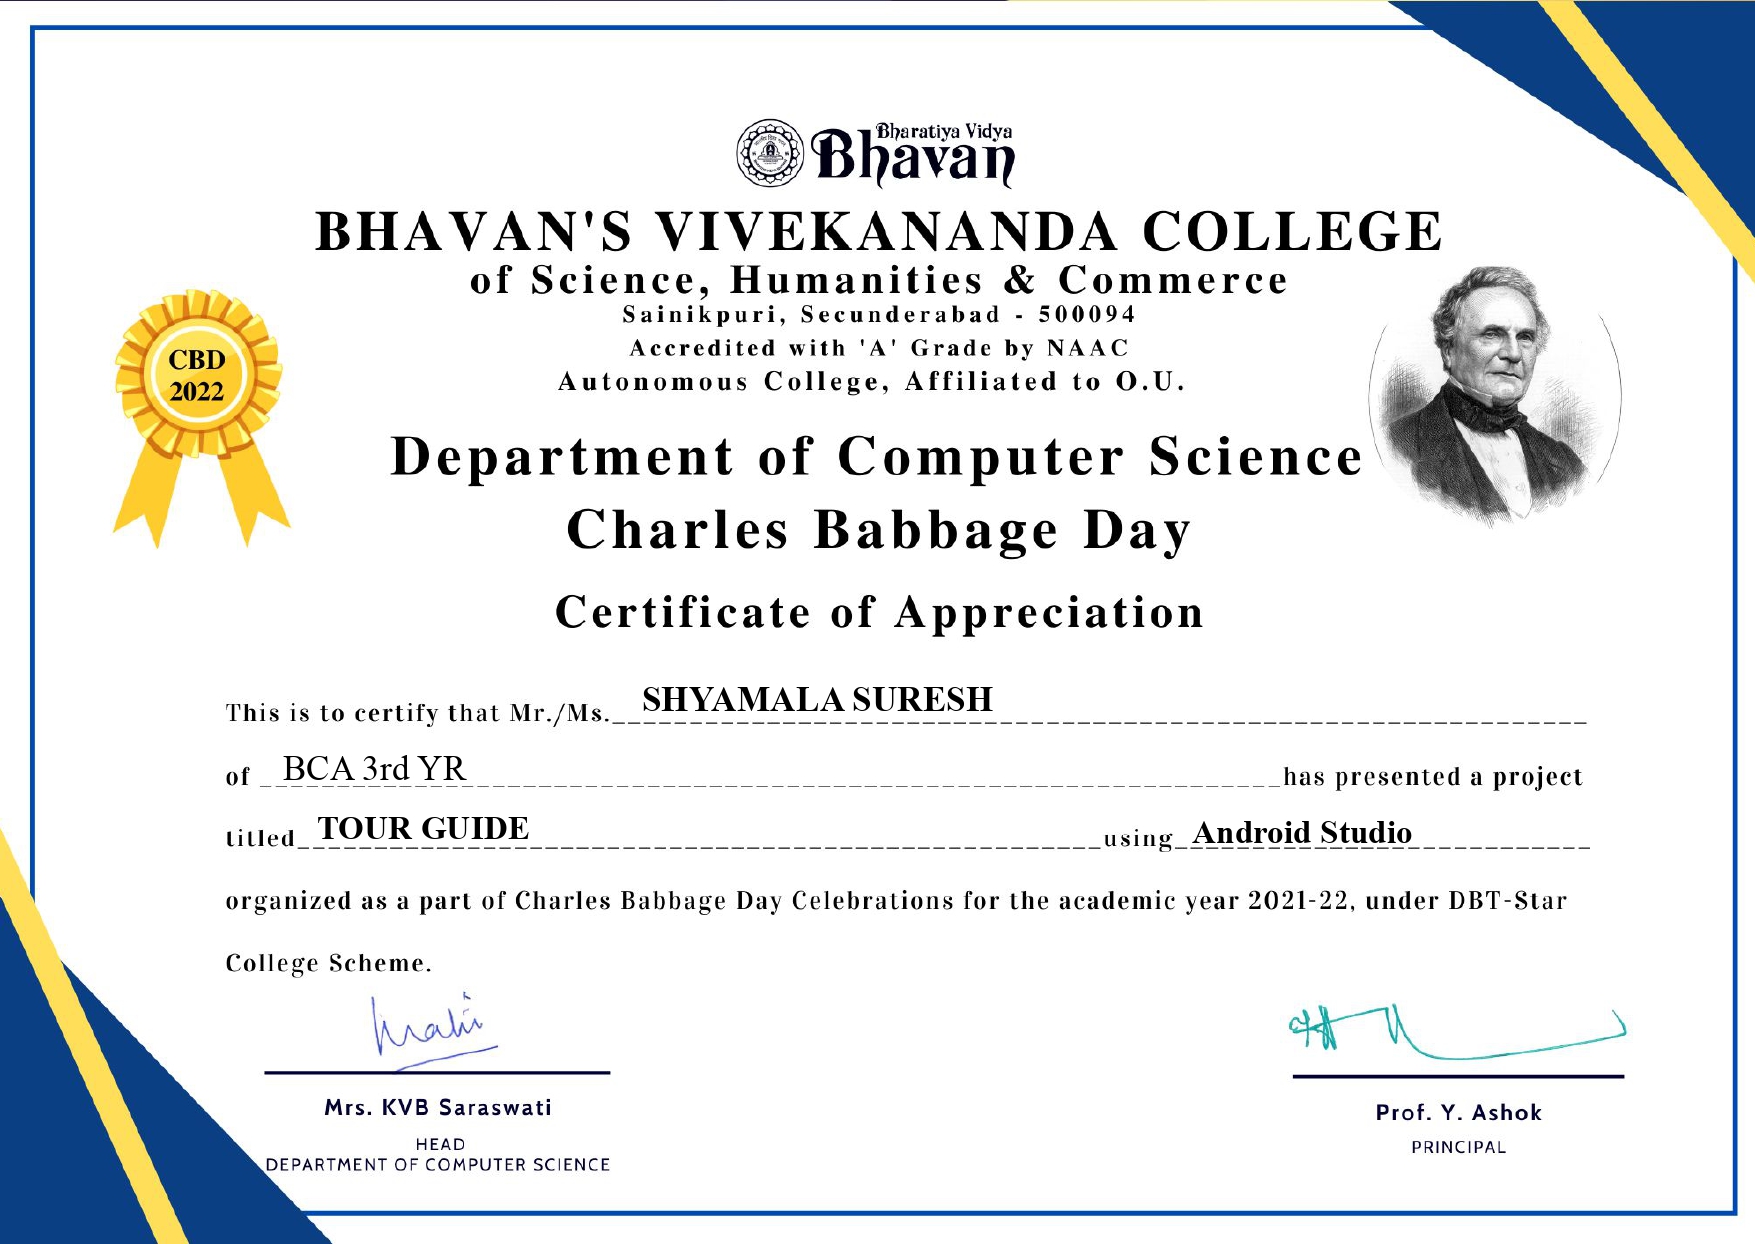 Bharatiya Vidya
Bhavan
BHAVAN'S VIVEKANANDA COLLEGE
of Science, Humanities & Commerce
Sainikpuri, Secunderabad - 500094
Accredited with 'A' Grade by NAAC
Autonomous College, Affiliated to O.U.
CBD
2022
Department of Computer Science
Charles Babbage Day
Certificate of Appreciation
This is to certify that Mr./Ms. SHYAMALA SURESH
of BCA 3rd YR has presented a project
titled TOUR GUIDE using Android Studio
organized as a part of Charles Babbage Day Celebrations for the academic year 2021-22, under DBT-Star
College Scheme.
Mrs. KVB Saraswati
HEAD
DEPARTMENT OF COMPUTER SCIENCE
Prof. Y. Ashok
PRINCIPAL